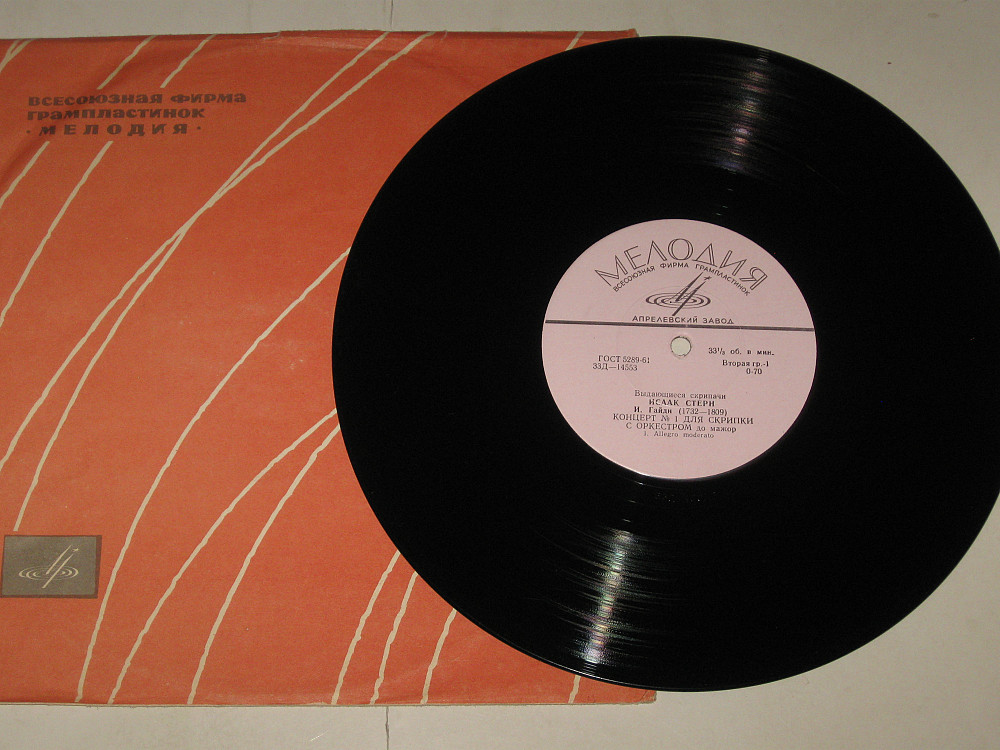 ВСЕСОЮЗНАЯ ФИРМА
ГРАМПЛАСТИНОК
· МЕЛОДИЯ ·
МЕЛОДИЯ
ВСЕСОЮЗНАЯ ФИРМА ГРАМПЛАСТИНОК
АПРЕЛЕВСКИЙ ЗАВОД
33⅓ об. в мин.
ГОСТ 5289-61
33Д—14553
Вторая гр.-1
0-70
Выдающиеся скрипачи
ИСААК СТЕРН
И. Гайдн (1732—1809)
КОНЦЕРТ № 1 ДЛЯ СКРИПКИ
С ОРКЕСТРОМ до мажор
1. Allegro moderato